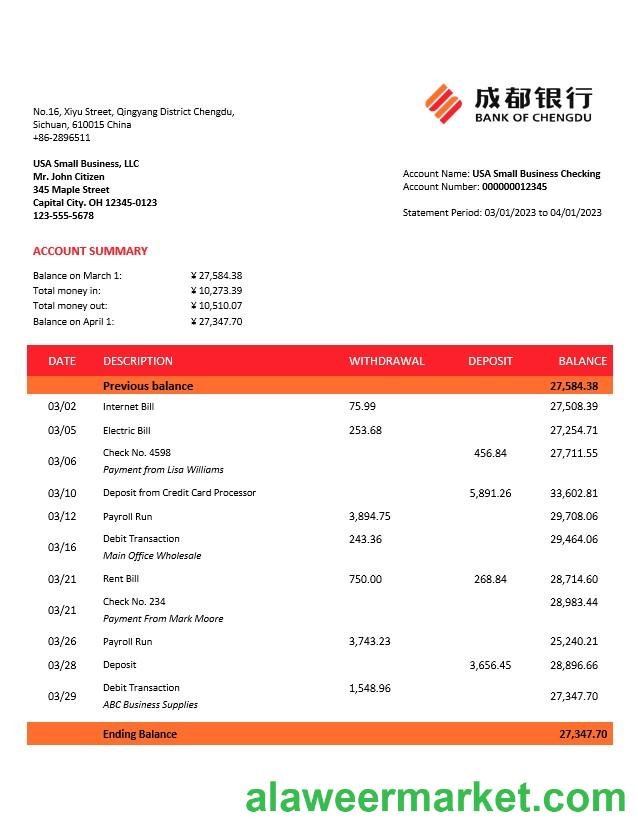 成都银行
BANK OF CHENGDU
No.16, Xiyu Street, Qingyang District Chengdu,
Sichuan, 610015 China
+86-2896511
USA Small Business, LLC
Mr. John Citizen
345 Maple Street
Capital City. OH 12345-0123
123-555-5678
Account Name: USA Small Business Checking
Account Number: 000000012345
Statement Period: 03/01/2023 to 04/01/2023
ACCOUNT SUMMARY
Balance on March 1: ¥ 27,584.38
Total money in: ¥ 10,273.39
Total money out: ¥ 10,510.07
Balance on April 1: ¥ 27,347.70
DATE DESCRIPTION WITHDRAWAL DEPOSIT BALANCE
Previous balance 27,584.38
03/02 Internet Bill 75.99 27,508.39
03/05 Electric Bill 253.68 27,254.71
03/06 Check No. 4598 456.84 27,711.55
Payment from Lisa Williams
03/10 Deposit from Credit Card Processor 5,891.26 33,602.81
03/12 Payroll Run 3,894.75 29,708.06
03/16 Debit Transaction 243.36 29,464.06
Main Office Wholesale
03/21 Rent Bill 750.00 268.84 28,714.60
03/21 Check No. 234 28,983.44
Payment From Mark Moore
03/26 Payroll Run 3,743.23 25,240.21
03/28 Deposit 3,656.45 28,896.66
03/29 Debit Transaction 1,548.96 27,347.70
ABC Business Supplies
Ending Balance 27,347.70
alaweermarket.com